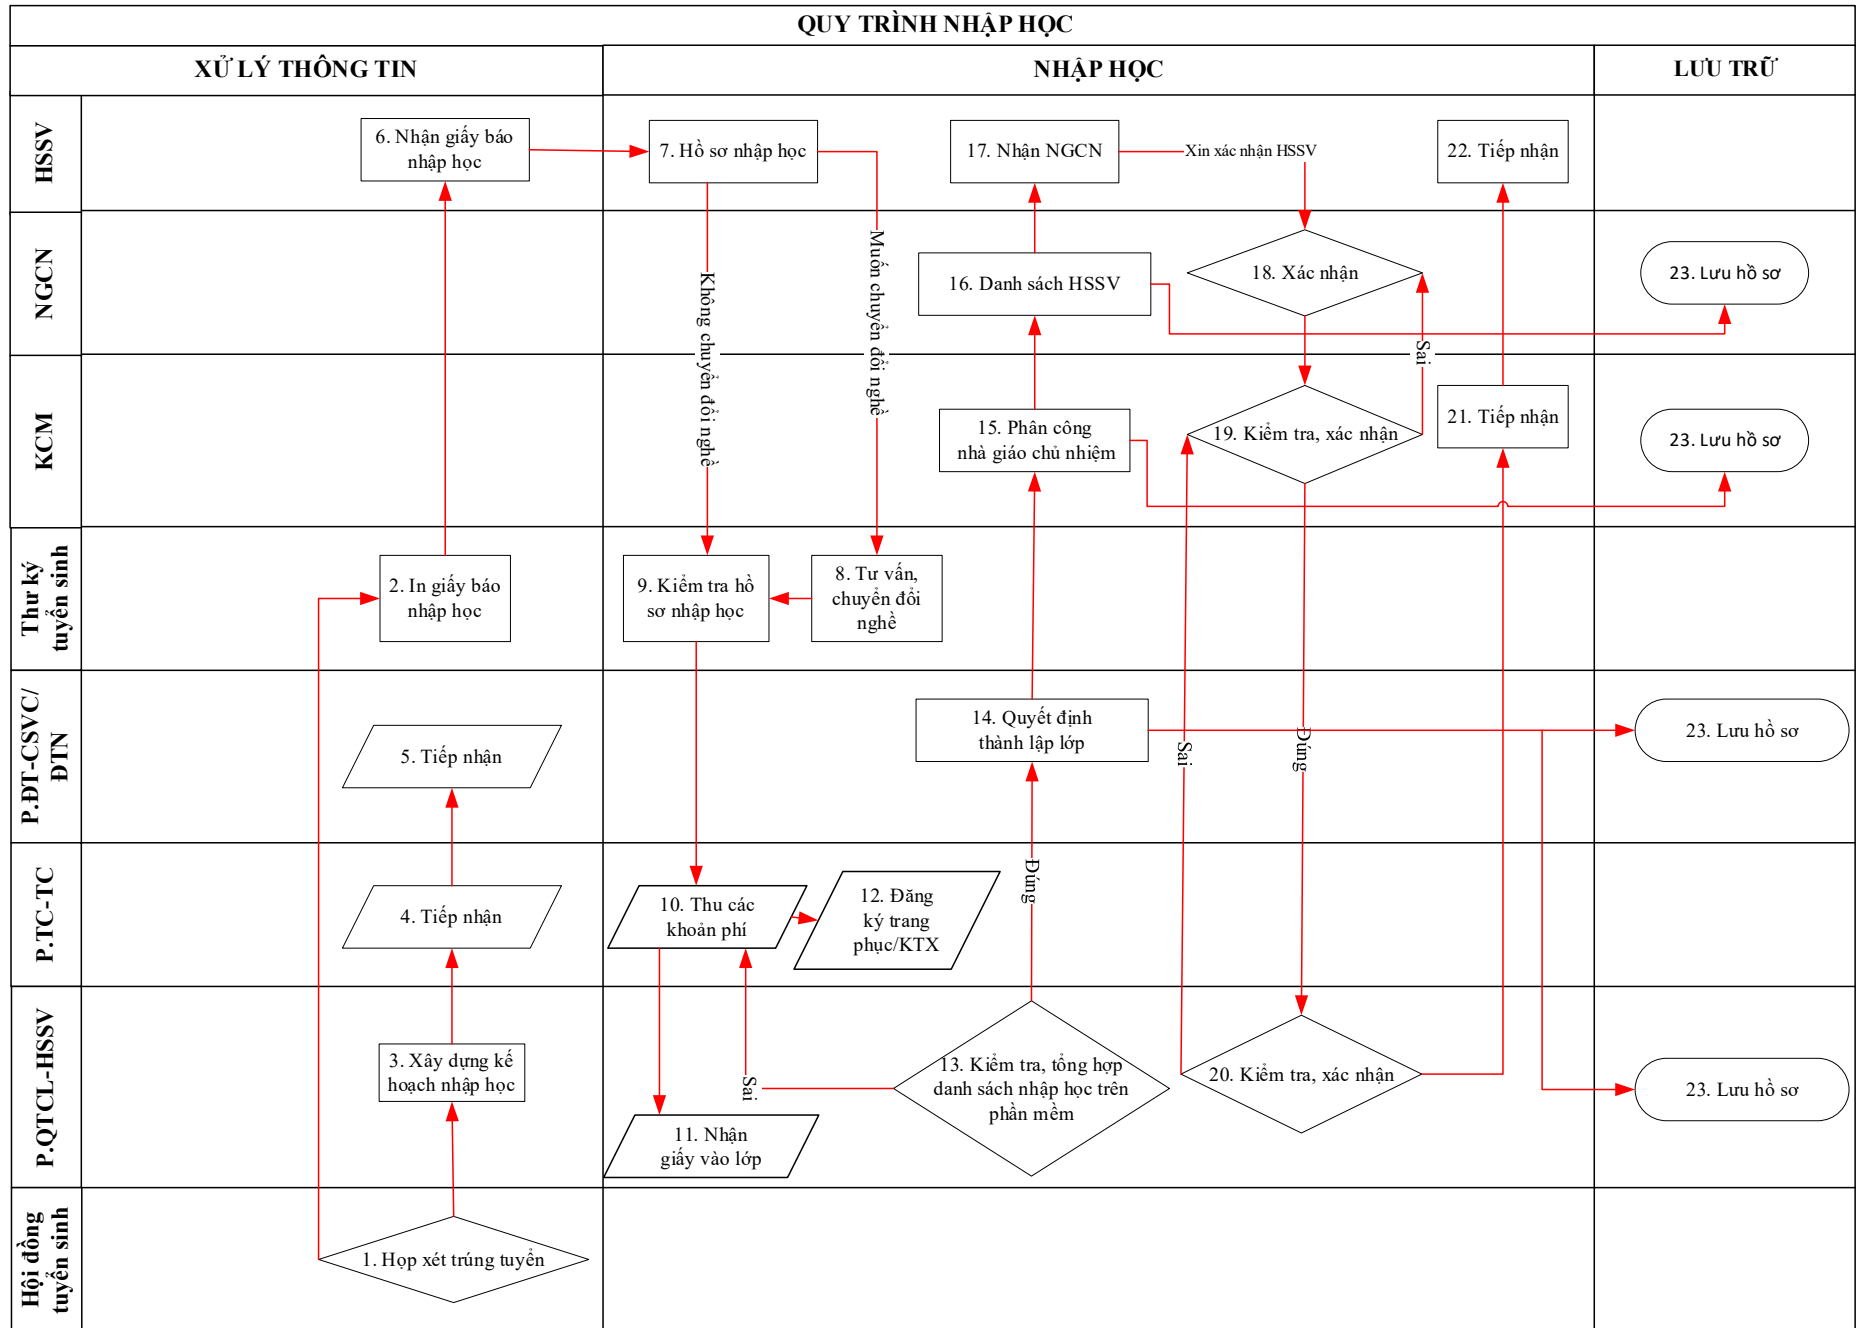 QUY TRÌNH NHẬP HỌC
XỬ LÝ THÔNG TIN
NHẬP HỌC
LƯU TRỮ
HSSV
6. Nhận giấy báo
nhập học
7. Hồ sơ nhập học
17. Nhận NGCN
Xin xác nhận HSSV
22. Tiếp nhận
NGCN
Không chuyển đổi nghề
Muốn chuyển đổi nghề
16. Danh sách HSSV
18. Xác nhận
23. Lưu hồ sơ
Sai
KCM
15. Phân công
nhà giáo chủ nhiệm
19. Kiểm tra, xác nhận
21. Tiếp nhận
23. Lưu hồ sơ
Thư ký
tuyển sinh
2. In giấy báo
nhập học
9. Kiểm tra hồ
sơ nhập học
8. Tư vấn,
chuyển đổi
nghề
P.ĐT-CSVC/
ĐTN
5. Tiếp nhận
14. Quyết định
thành lập lớp
Sai
Đúng
23. Lưu hồ sơ
P.TC-TC
4. Tiếp nhận
10. Thu các
khoản phí
12. Đăng
ký trang
phục/KTX
Đúng
P.QTCL-HSSV
3. Xây dựng kế
hoạch nhập học
Sai
11. Nhận
giấy vào lớp
13. Kiểm tra, tổng hợp
danh sách nhập học trên
phần mềm
20. Kiểm tra, xác nhận
23. Lưu hồ sơ
Hội đồng
tuyển sinh
1. Họp xét trúng tuyển